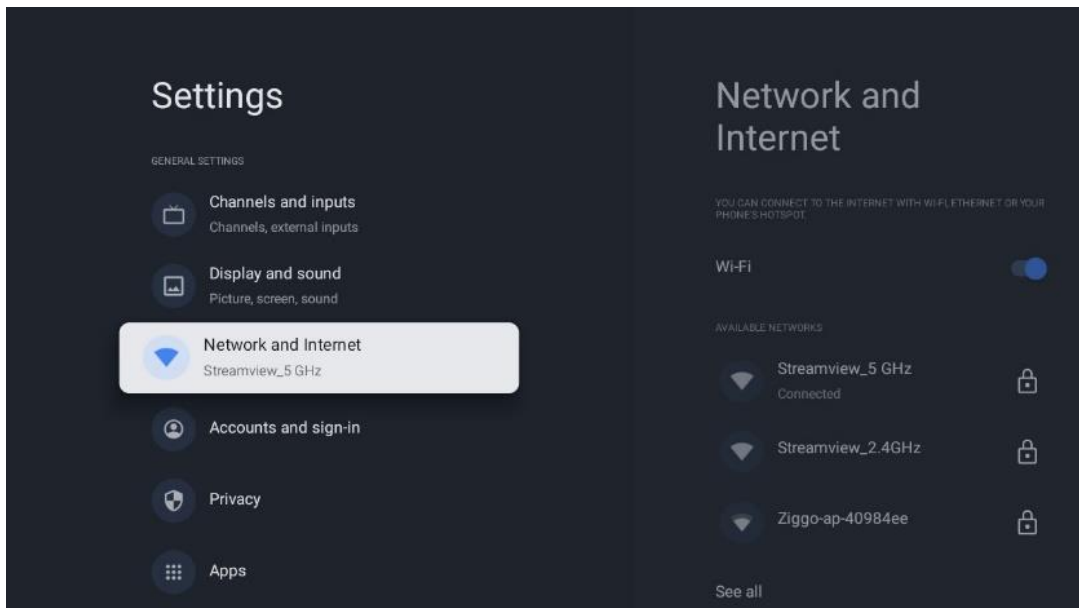 Settings
GENERAL SETTINGS
Channels and inputs
Channels, external inputs
Display and sound
Picture, screen, sound
Network and Internet
Streamview_5 GHz
Accounts and sign-in
Privacy
Apps
Network and
Internet
YOU CAN CONNECT TO THE INTERNET WITH WI-FI, ETHERNET OR YOUR
PHONE'S HOTSPOT.
Wi-Fi
AVAILABLE NETWORKS
Streamview_5 GHz
Connected
Streamview_2.4GHz
Ziggo-ap-40984ee
See all